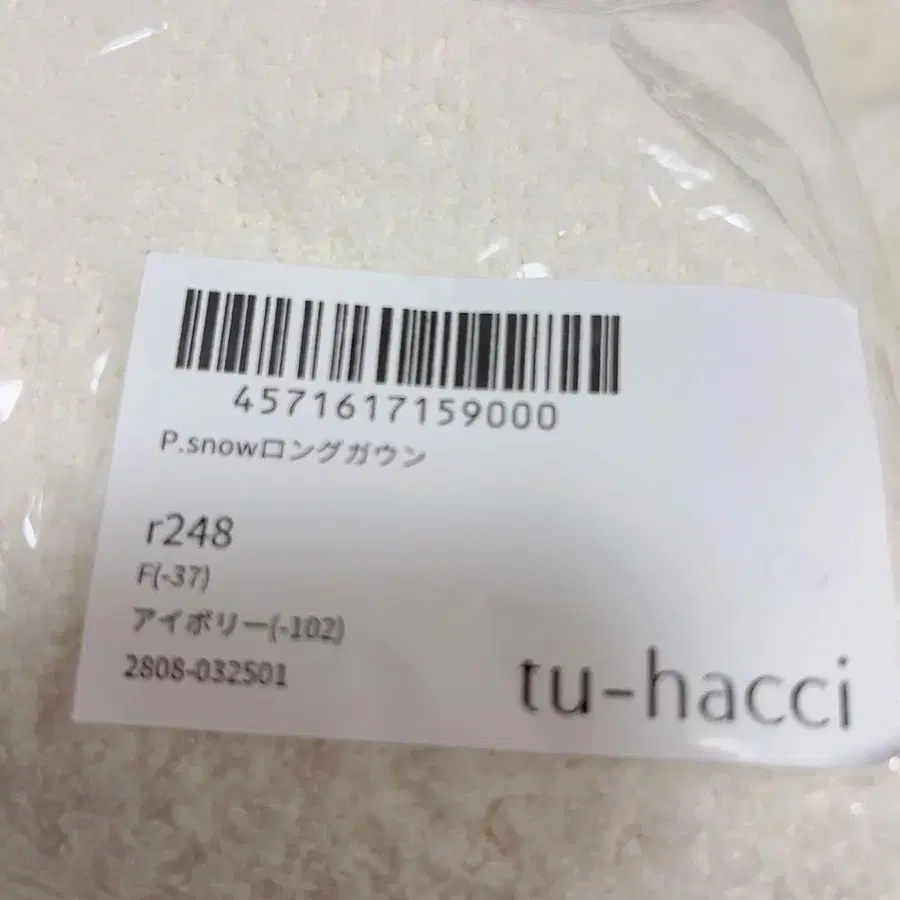 4571617159000
P.snowロングガウン
r248
F(-37)
アイボリー(-102)
2808-032501
tu-hacci